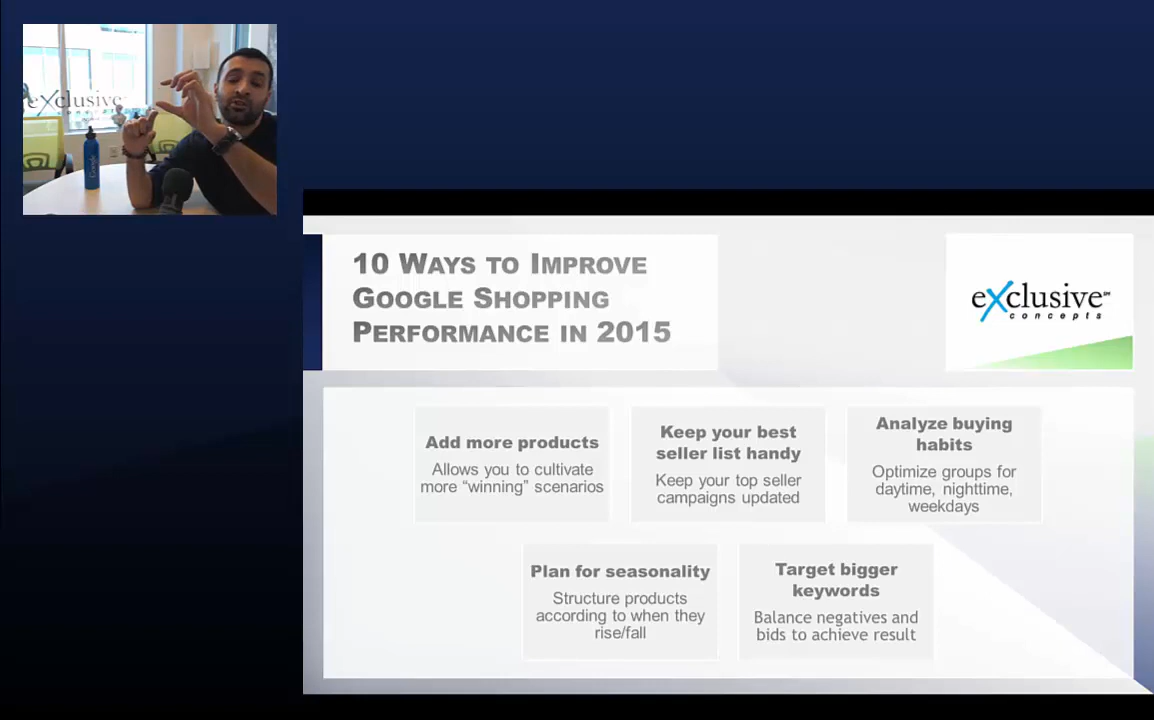 eXclusive
Google
10 WAYS TO IMPROVE
GOOGLE SHOPPING
PERFORMANCE IN 2015
eXclusive SM
concepts
Add more products
Allows you to cultivate
more “winning” scenarios
Keep your best
seller list handy
Keep your top seller
campaigns updated
Analyze buying
habits
Optimize groups for
daytime, nighttime,
weekdays
Plan for seasonality
Structure products
according to when they
rise/fall
Target bigger
keywords
Balance negatives and
bids to achieve result